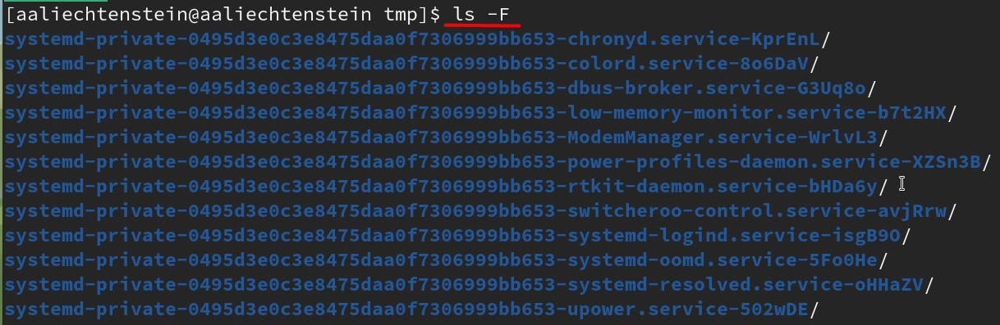 [aaliechtenstein@aaliechtenstein tmp]$ ls -F
systemd-private-0495d3e0c3e8475daa0f7306999bb653-chronyd.service-KprEnL/
systemd-private-0495d3e0c3e8475daa0f7306999bb653-colord.service-8o6DaV/
systemd-private-0495d3e0c3e8475daa0f7306999bb653-dbus-broker.service-G3Uq8o/
systemd-private-0495d3e0c3e8475daa0f7306999bb653-low-memory-monitor.service-b7t2HX/
systemd-private-0495d3e0c3e8475daa0f7306999bb653-ModemManager.service-WrlvL3/
systemd-private-0495d3e0c3e8475daa0f7306999bb653-power-profiles-daemon.service-XZSn3B/
systemd-private-0495d3e0c3e8475daa0f7306999bb653-rtkit-daemon.service-bHDa6y/
systemd-private-0495d3e0c3e8475daa0f7306999bb653-switcheroo-control.service-avjRrw/
systemd-private-0495d3e0c3e8475daa0f7306999bb653-systemd-logind.service-isgB9O/
systemd-private-0495d3e0c3e8475daa0f7306999bb653-systemd-oomd.service-5Fo0He/
systemd-private-0495d3e0c3e8475daa0f7306999bb653-systemd-resolved.service-oHHaZV/
systemd-private-0495d3e0c3e8475daa0f7306999bb653-upower.service-502wDE/